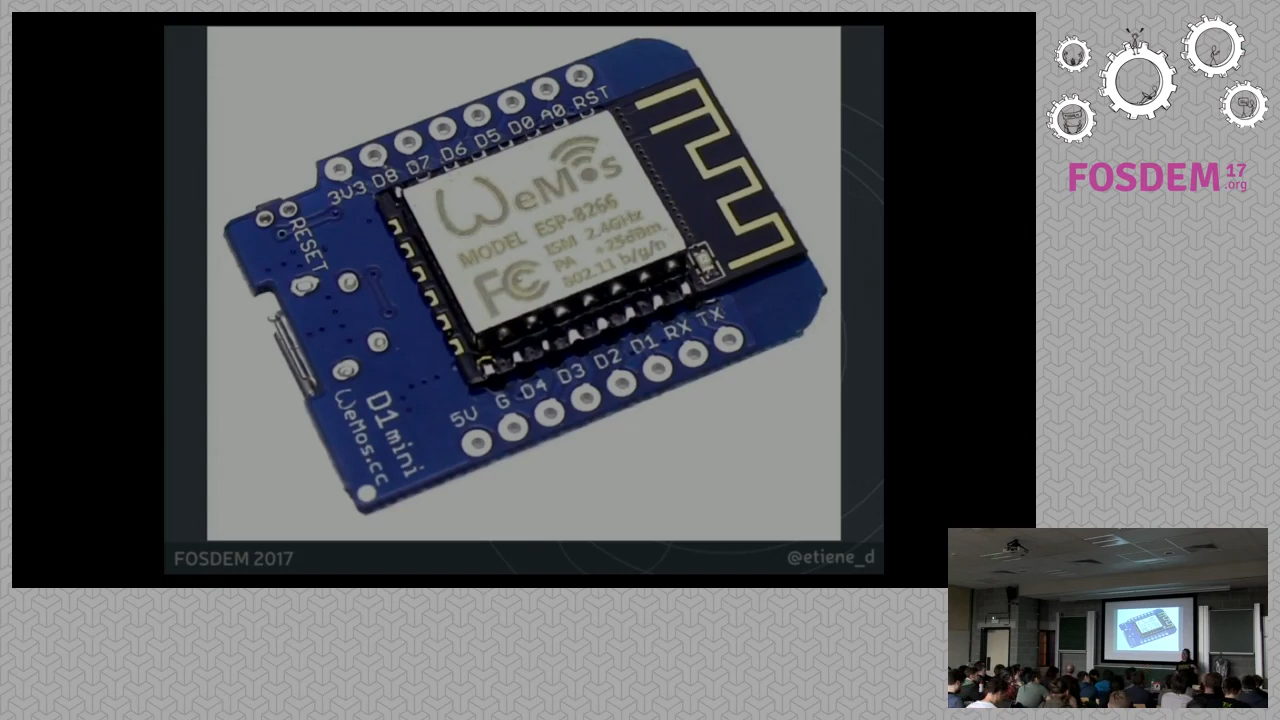 RST
A0
D0
D5
D6
D7
D8
3V3
RESET
WeMos
MODEL ESP-8266
ISM 2.4GHz
PA +25dBm
802.11 b/g/n
FC
TX
RX
D1
D2
D3
D4
G
5V
D1 mini
WeMos.cc
FOSDEM 2017
@etiene_d
FOSDEM 17
.org